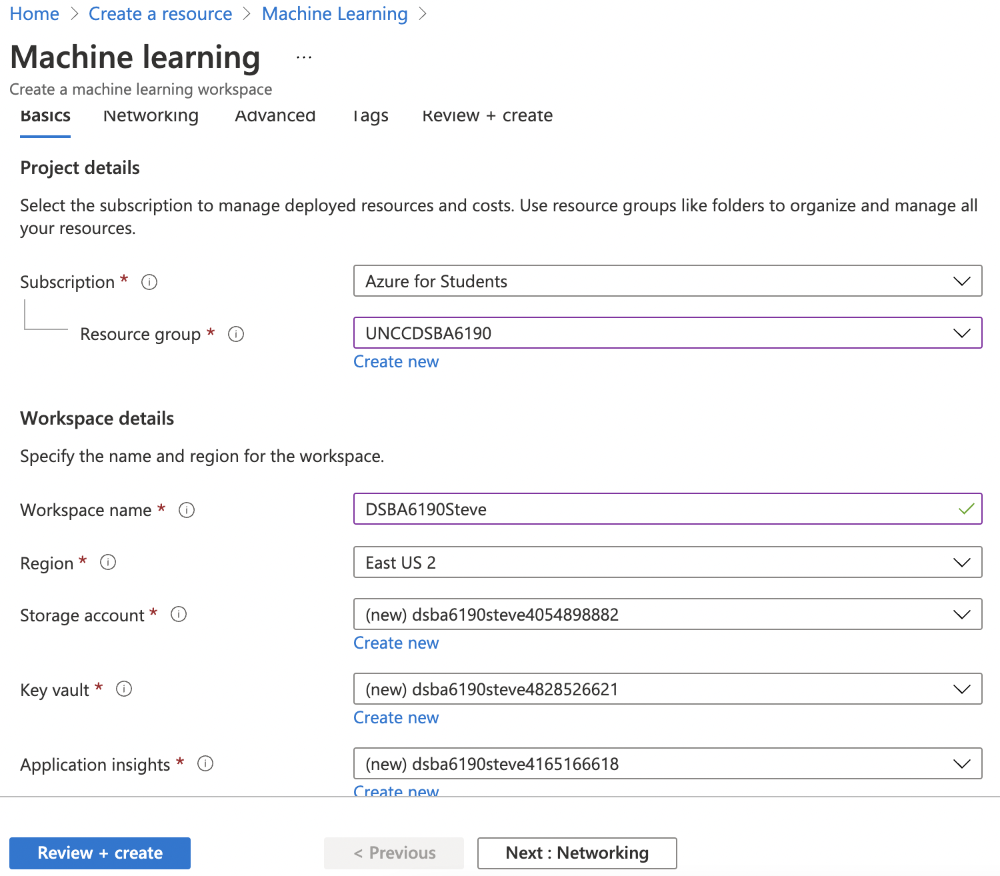 Home > Create a resource > Machine Learning >
Machine learning ...
Create a machine learning workspace
Basics Networking Advanced Tags Review + create
Project details
Select the subscription to manage deployed resources and costs. Use resource groups like folders to organize and manage all
your resources.
Subscription * Azure for Students
Resource group * UNCCDSBA6190
Create new
Workspace details
Specify the name and region for the workspace.
Workspace name * DSBA6190Steve
Region * East US 2
Storage account * (new) dsba6190steve4054898882
Create new
Key vault * (new) dsba6190steve4828526621
Create new
Application insights * (new) dsba6190steve4165166618
Create new
Review + create < Previous Next : Networking